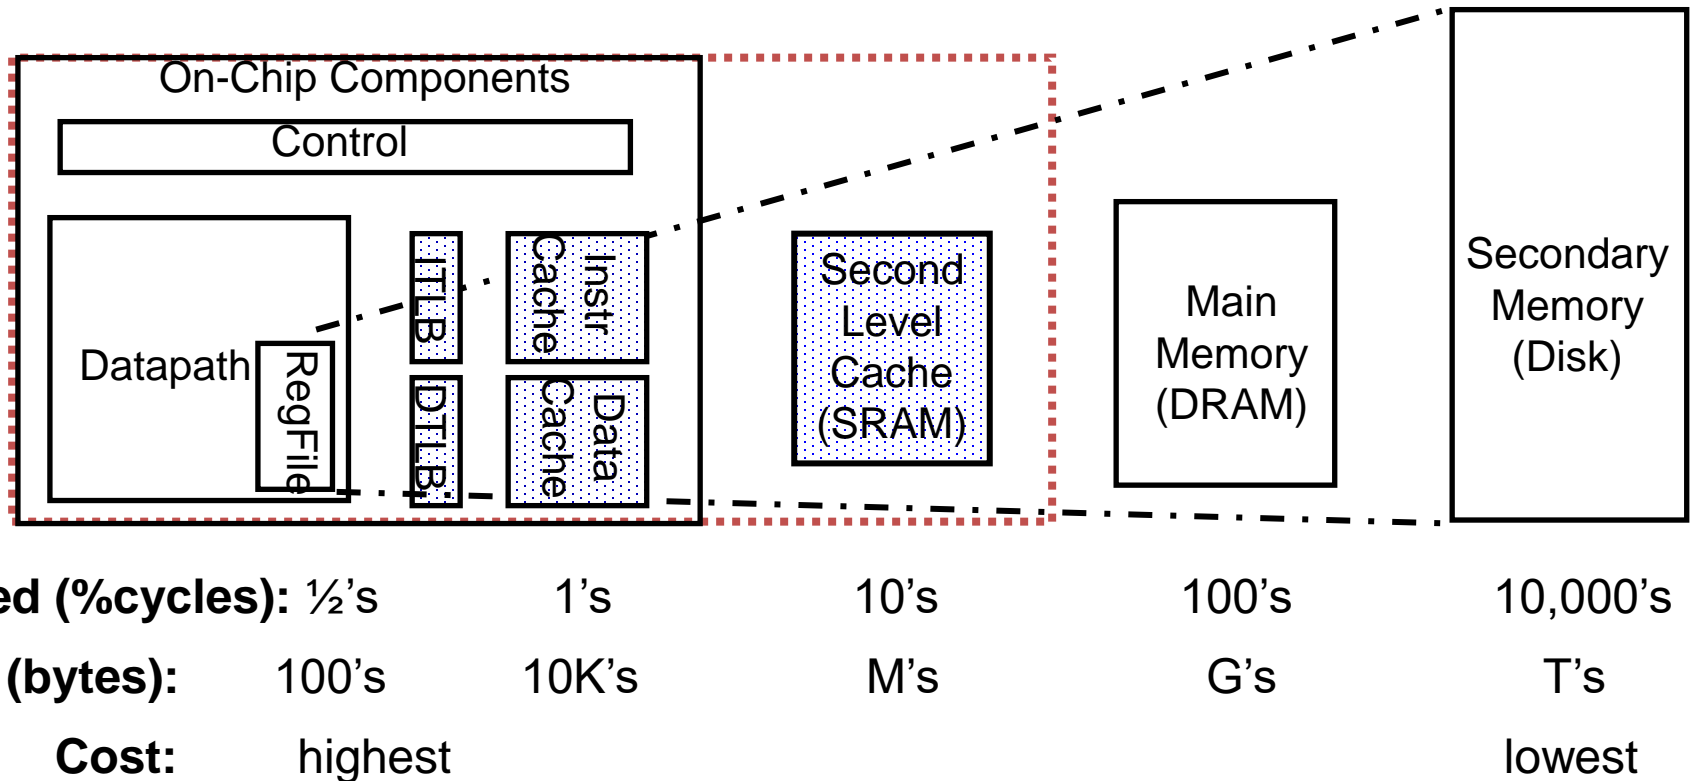 On-Chip Components
Control
Datapath
RegFile
ITLB
DTLB
Instr
Cache
Data
Cache
Second
Level
Cache
(SRAM)
Main
Memory
(DRAM)
Secondary
Memory
(Disk)
ed (%cycles): ½’s 1’s 10’s 100’s 10,000’s
(bytes): 100’s 10K’s M’s G’s T’s
Cost: highest lowest